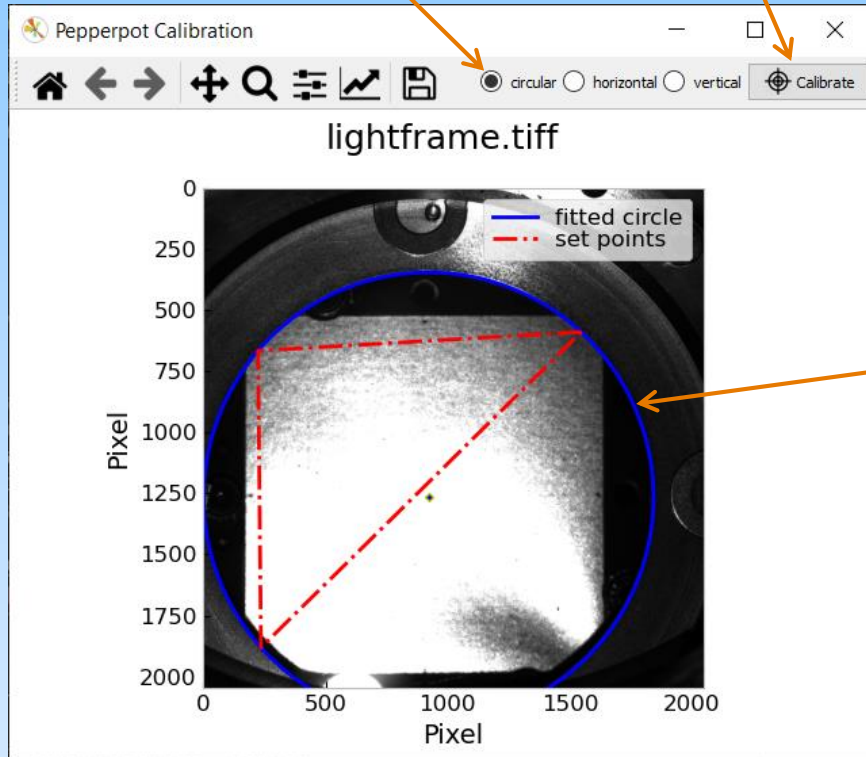 Pepperpot Calibration
circular horizontal vertical Calibrate
lightframe.tiff
fitted circle
set points
0
250
500
750
1000
1250
1500
1750
2000
Pixel
0 500 1000 1500 2000
Pixel